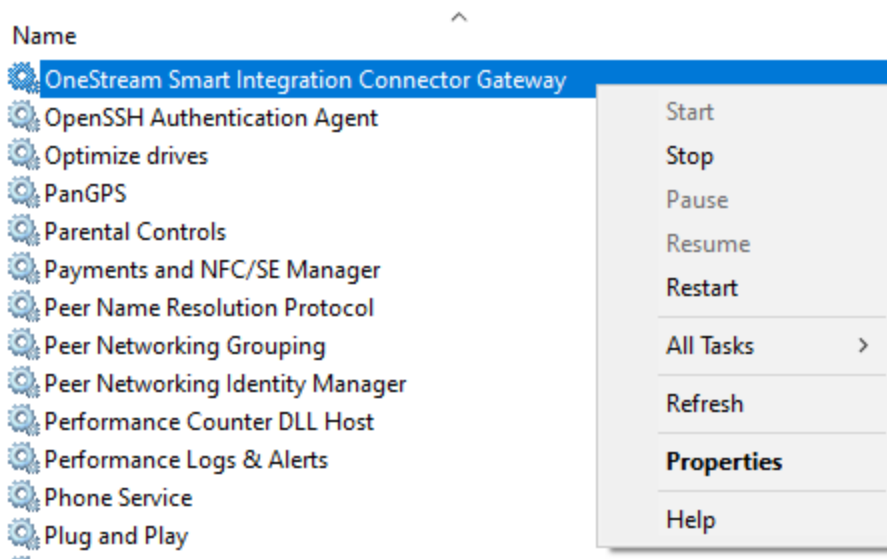 Name
OneStream Smart Integration Connector Gateway
OpenSSH Authentication Agent
Optimize drives
PanGPS
Parental Controls
Payments and NFC/SE Manager
Peer Name Resolution Protocol
Peer Networking Grouping
Peer Networking Identity Manager
Performance Counter DLL Host
Performance Logs & Alerts
Phone Service
Plug and Play
Start
Stop
Pause
Resume
Restart
All Tasks
Refresh
Properties
Help